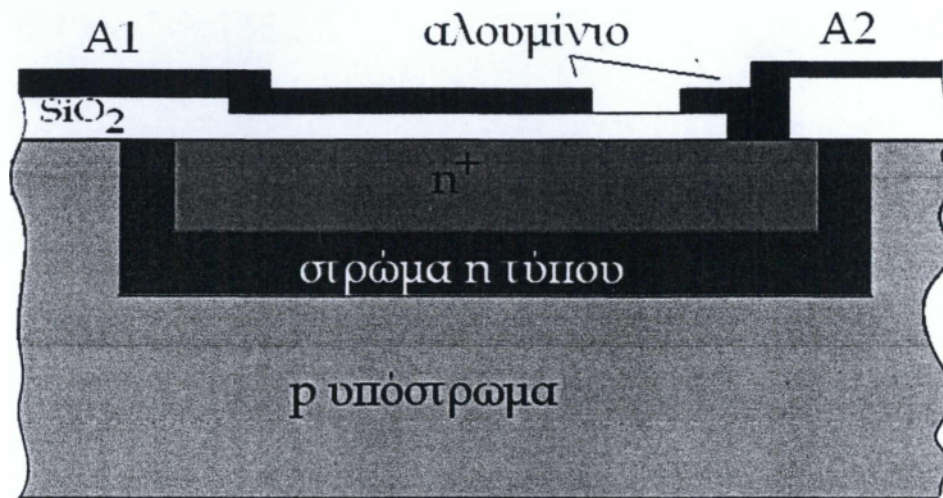 A1
αλουμίνιο
A2
SiO₂
n⁺
στρώμα n τύπου
p υπόστρωμα